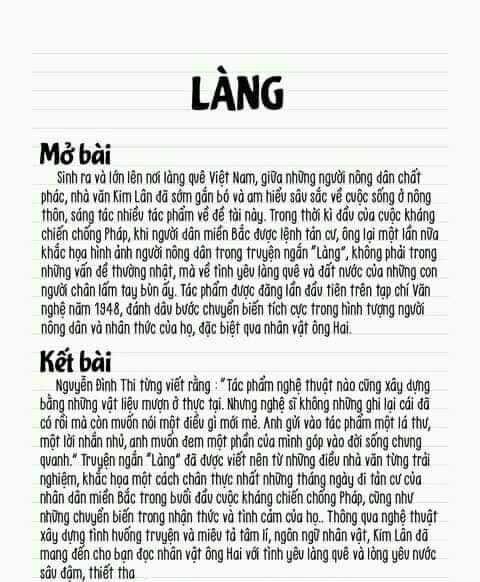 LÀNG
Mở bài
Sinh ra và lớn lên nơi làng quê Việt Nam, giữa những người nông dân chất
phác, nhà văn Kim Lân đã sớm gắn bó và am hiểu sâu sắc về cuộc sống ở nông
thôn, sáng tác nhiều tác phẩm về đề tài này. Trong thời kì đầu của cuộc kháng
chiến chống Pháp, khi người dân miền Bắc được lệnh tản cư, ông lại một lần nữa
khắc họa hình ảnh người nông dân trong truyện ngắn "Làng", không phải trong
những vấn đề thường nhật, mà về tình yêu làng quê và đất nước của những con
người chân lấm tay bùn ấy. Tác phẩm được đăng lần đầu tiên trên tạp chí Văn
nghệ năm 1948, đánh dấu bước chuyển biến tích cực trong hình tượng người
nông dân và nhân thức của họ, đặc biệt qua nhân vật ông Hai.
Kết bài
Nguyễn Đình Thi từng viết rằng : "Tác phẩm nghệ thuật nào cũng xây dựng
bằng những vật liệu mượn ở thực tại. Nhưng nghệ sĩ không những ghi lại cái đã
có rồi mà còn muốn nói một điều gì mới mẻ. Anh gửi vào tác phẩm một lá thư,
một lời nhắn nhủ, anh muốn đem một phần của mình góp vào đời sống chung
quanh." Truyện ngắn "Làng" đã được viết nên từ những điều nhà văn từng trải
nghiệm, khắc họa một cách chân thực nhất những tháng ngày đi tản cư của
nhân dân miền Bắc trong buổi đầu cuộc kháng chiến chống Pháp, cũng như
những chuyển biến trong nhận thức và tình cảm của họ.. Thông qua nghệ thuật
xây dựng tình huống truyện và miêu tả tâm lí, ngôn ngữ nhân vật, Kim Lân đã
mang đến cho bạn đọc nhân vật ông Hai với tình yêu làng quê và lòng yêu nước
sâu đậm, thiết tha